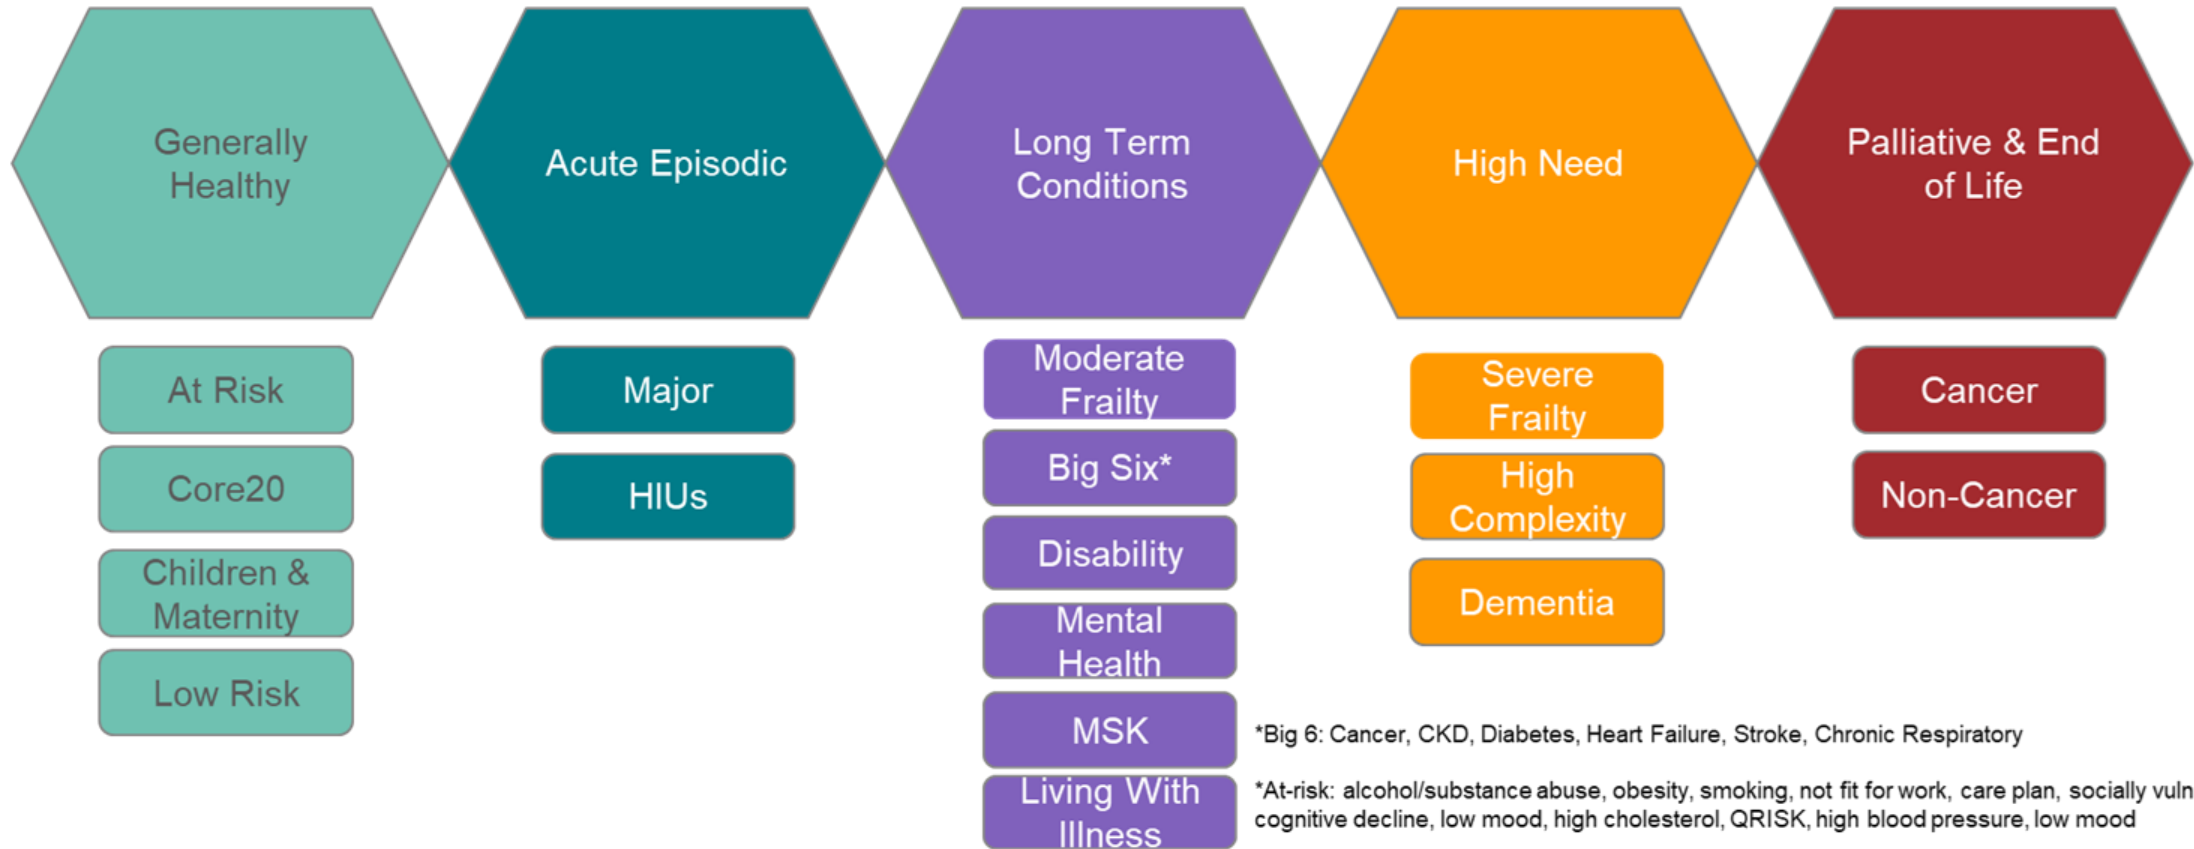 Generally
Healthy
Acute Episodic
Long Term
Conditions
High Need
Palliative & End
of Life
At Risk
Core20
Children &
Maternity
Low Risk
Major
HIUs
Moderate
Frailty
Big Six*
Disability
Mental
Health
MSK
Living With
Illness
Severe
Frailty
High
Complexity
Dementia
Cancer
Non-Cancer
*Big 6: Cancer, CKD, Diabetes, Heart Failure, Stroke, Chronic Respiratory
*At-risk: alcohol/substance abuse, obesity, smoking, not fit for work, care plan, socially vuln
cognitive decline, low mood, high cholesterol, QRISK, high blood pressure, low mood